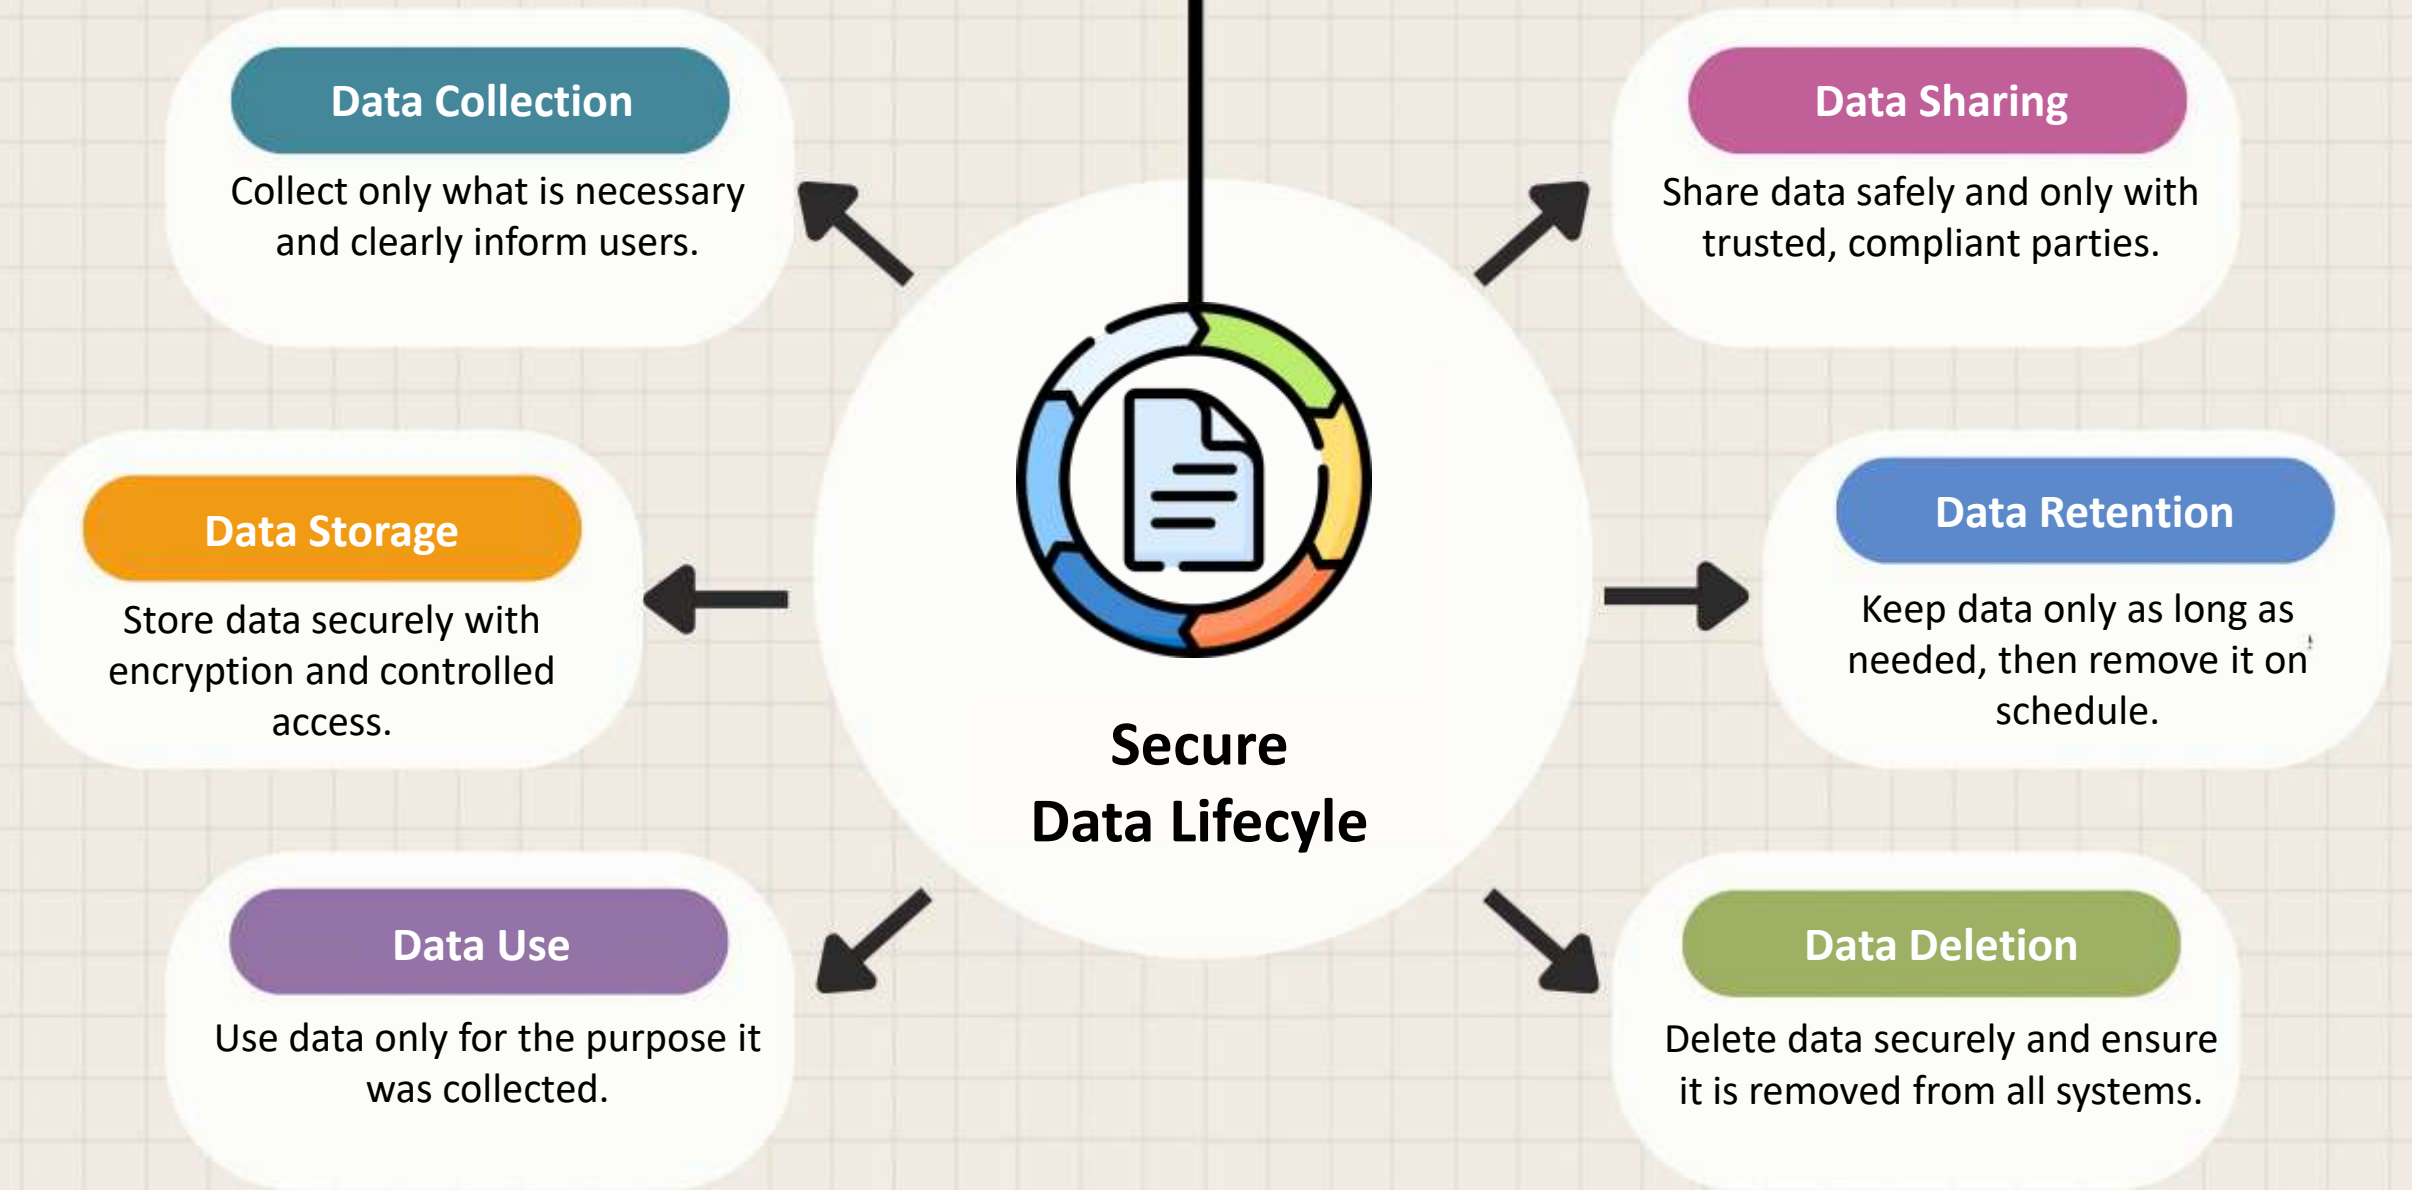 Data Collection
Collect only what is necessary
and clearly inform users.
Data Storage
Store data securely with
encryption and controlled
access.
Data Use
Use data only for the purpose it
was collected.
Secure
Data Lifecyle
Data Sharing
Share data safely and only with
trusted, compliant parties.
Data Retention
Keep data only as long as
needed, then remove it on
schedule.
Data Deletion
Delete data securely and ensure
it is removed from all systems.